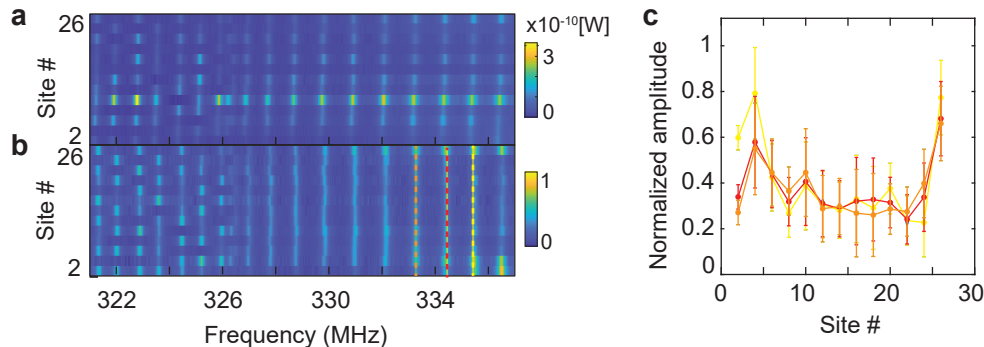 a
26
Site #
2
x10⁻¹⁰[W]
3
0
b
26
Site #
2
1
0
322
326
330
334
Frequency (MHz)
c
Normalized amplitude
1
0.8
0.6
0.4
0.2
0
0
10
20
30
Site #